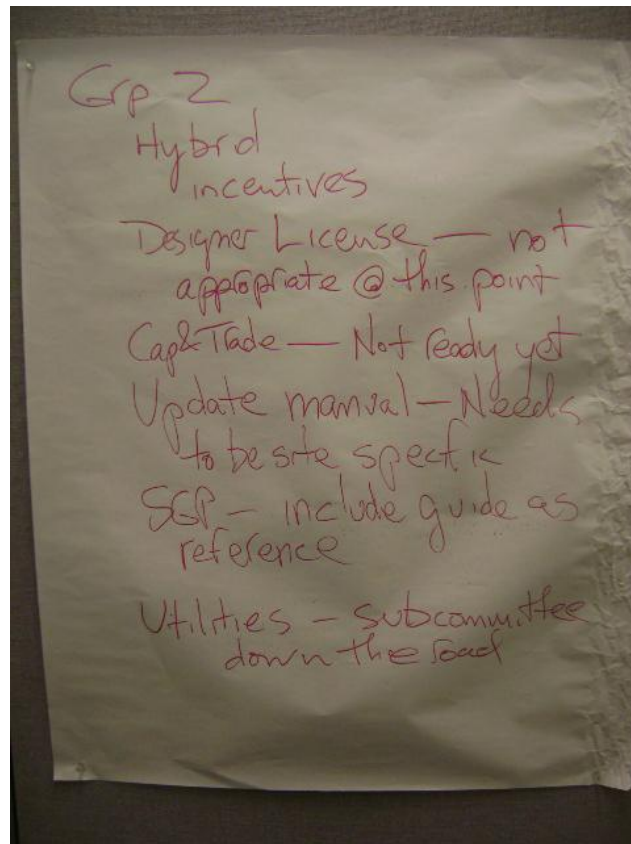 Grp 2
Hybrid
incentives
Designer License — not
appropriate @ this point
Cap& Trade — Not ready yet
Update manual — Needs
to be site specific
SGP — include guide as
reference
Utilities — subcommittee
down the road